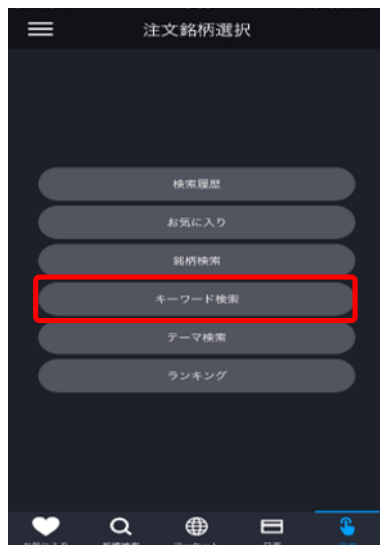 注文銘柄選択
検索履歴
お気に入り
銘柄検索
キーワード検索
テーマ検索
ランキング